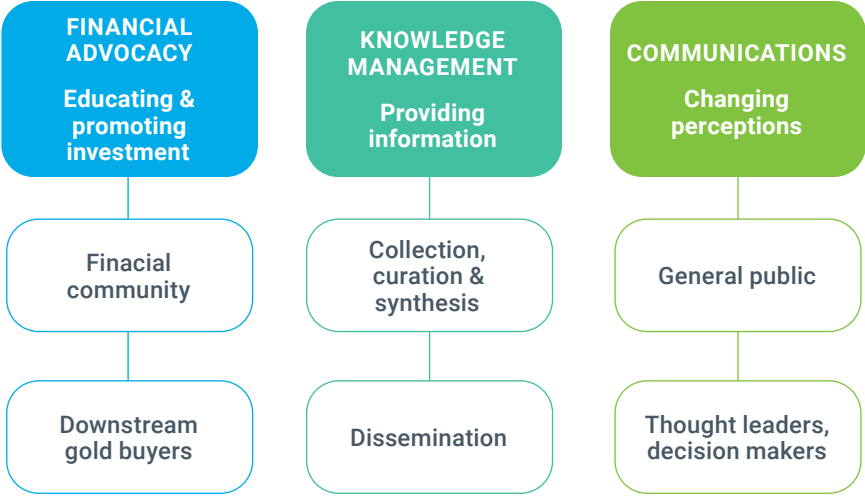 FINANCIAL
ADVOCACY
Educating &
promoting
investment
Finacial
community
Downstream
gold buyers
KNOWLEDGE
MANAGEMENT
Providing
information
Collection,
curation &
synthesis
Dissemination
COMMUNICATIONS
Changing
perceptions
General public
Thought leaders,
decision makers